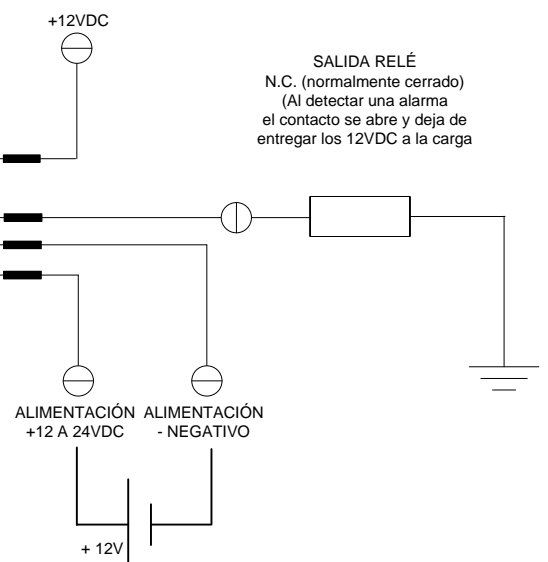 +12VDC
SALIDA RELÉ
N.C. (normalmente cerrado)
(Al detectar una alarma
el contacto se abre y deja de
entregar los 12VDC a la carga
ALIMENTACIÓN
+12 A 24VDC
ALIMENTACIÓN
- NEGATIVO
+ 12V